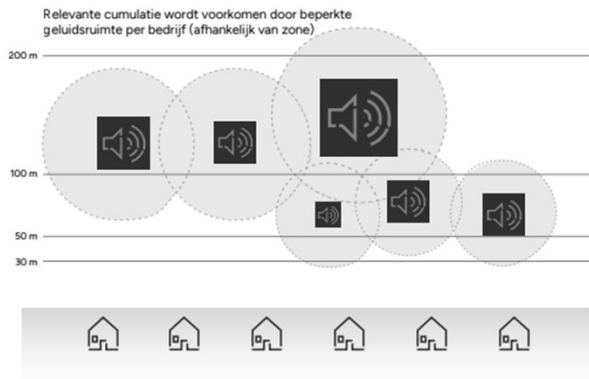 Relevante cumulatie wordt voorkomen door beperkte
geluidsruimte per bedrijf (afhankelijk van zone)
200 m
100 m
50 m
30 m